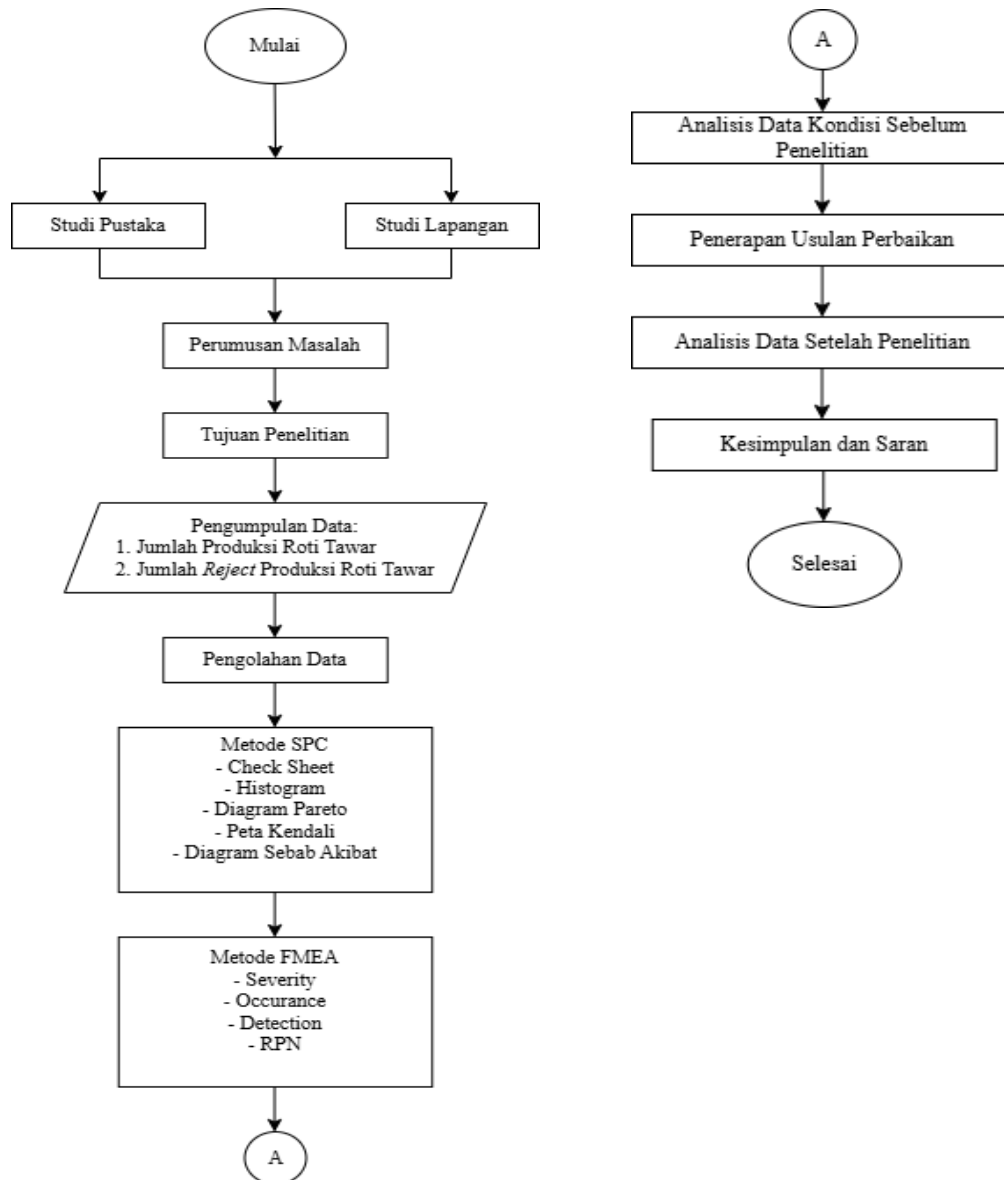 Mulai
Studi Pustaka
Studi Lapangan
Perumusan Masalah
Tujuan Penelitian
Pengumpulan Data:
1. Jumlah Produksi Roti Tawar
2. Jumlah Reject Produksi Roti Tawar
Pengolahan Data
Metode SPC
- Check Sheet
- Histogram
- Diagram Pareto
- Peta Kendali
- Diagram Sebab Akibat
Metode FMEA
- Severity
- Occurance
- Detection
- RPN
A
A
Analisis Data Kondisi Sebelum
Penelitian
Penerapan Usulan Perbaikan
Analisis Data Setelah Penelitian
Kesimpulan dan Saran
Selesai